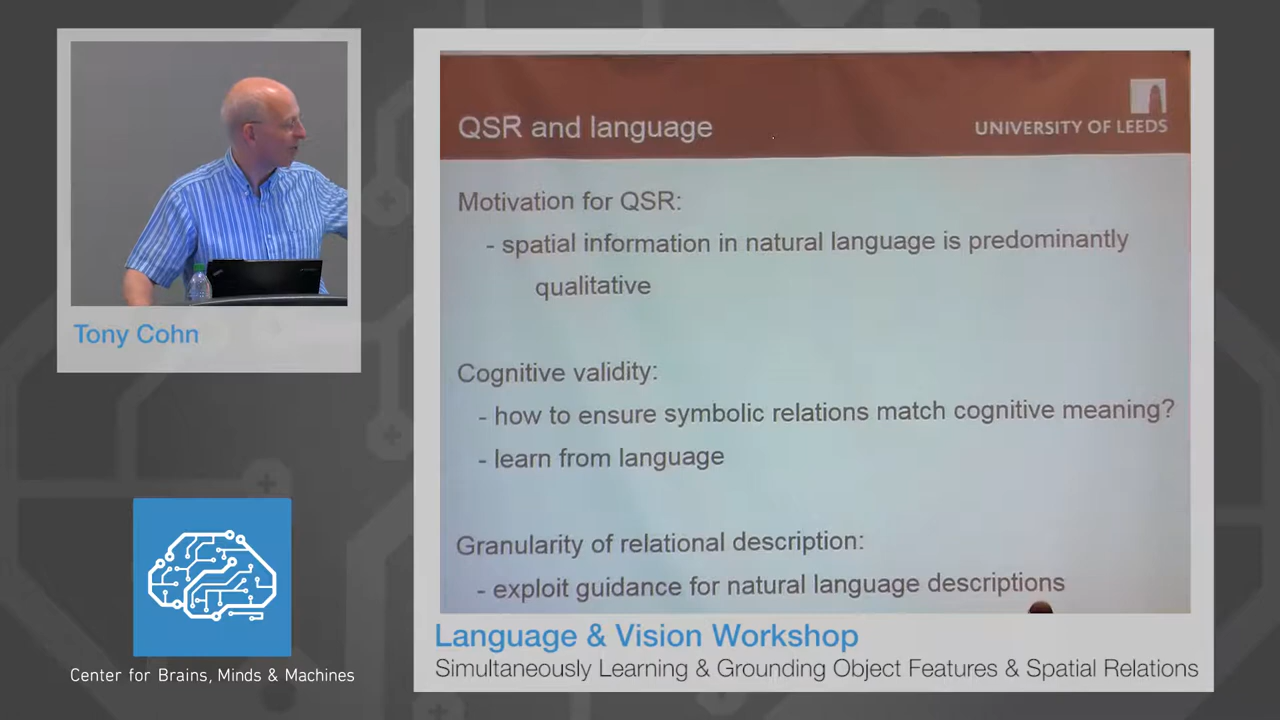 QSR and language
UNIVERSITY OF LEEDS
Motivation for QSR:
- spatial information in natural language is predominantly
qualitative
Cognitive validity:
- how to ensure symbolic relations match cognitive meaning?
- learn from language
Granularity of relational description:
- exploit guidance for natural language descriptions
Tony Cohn
Center for Brains, Minds & Machines
Language & Vision Workshop
Simultaneously Learning & Grounding Object Features & Spatial Relations